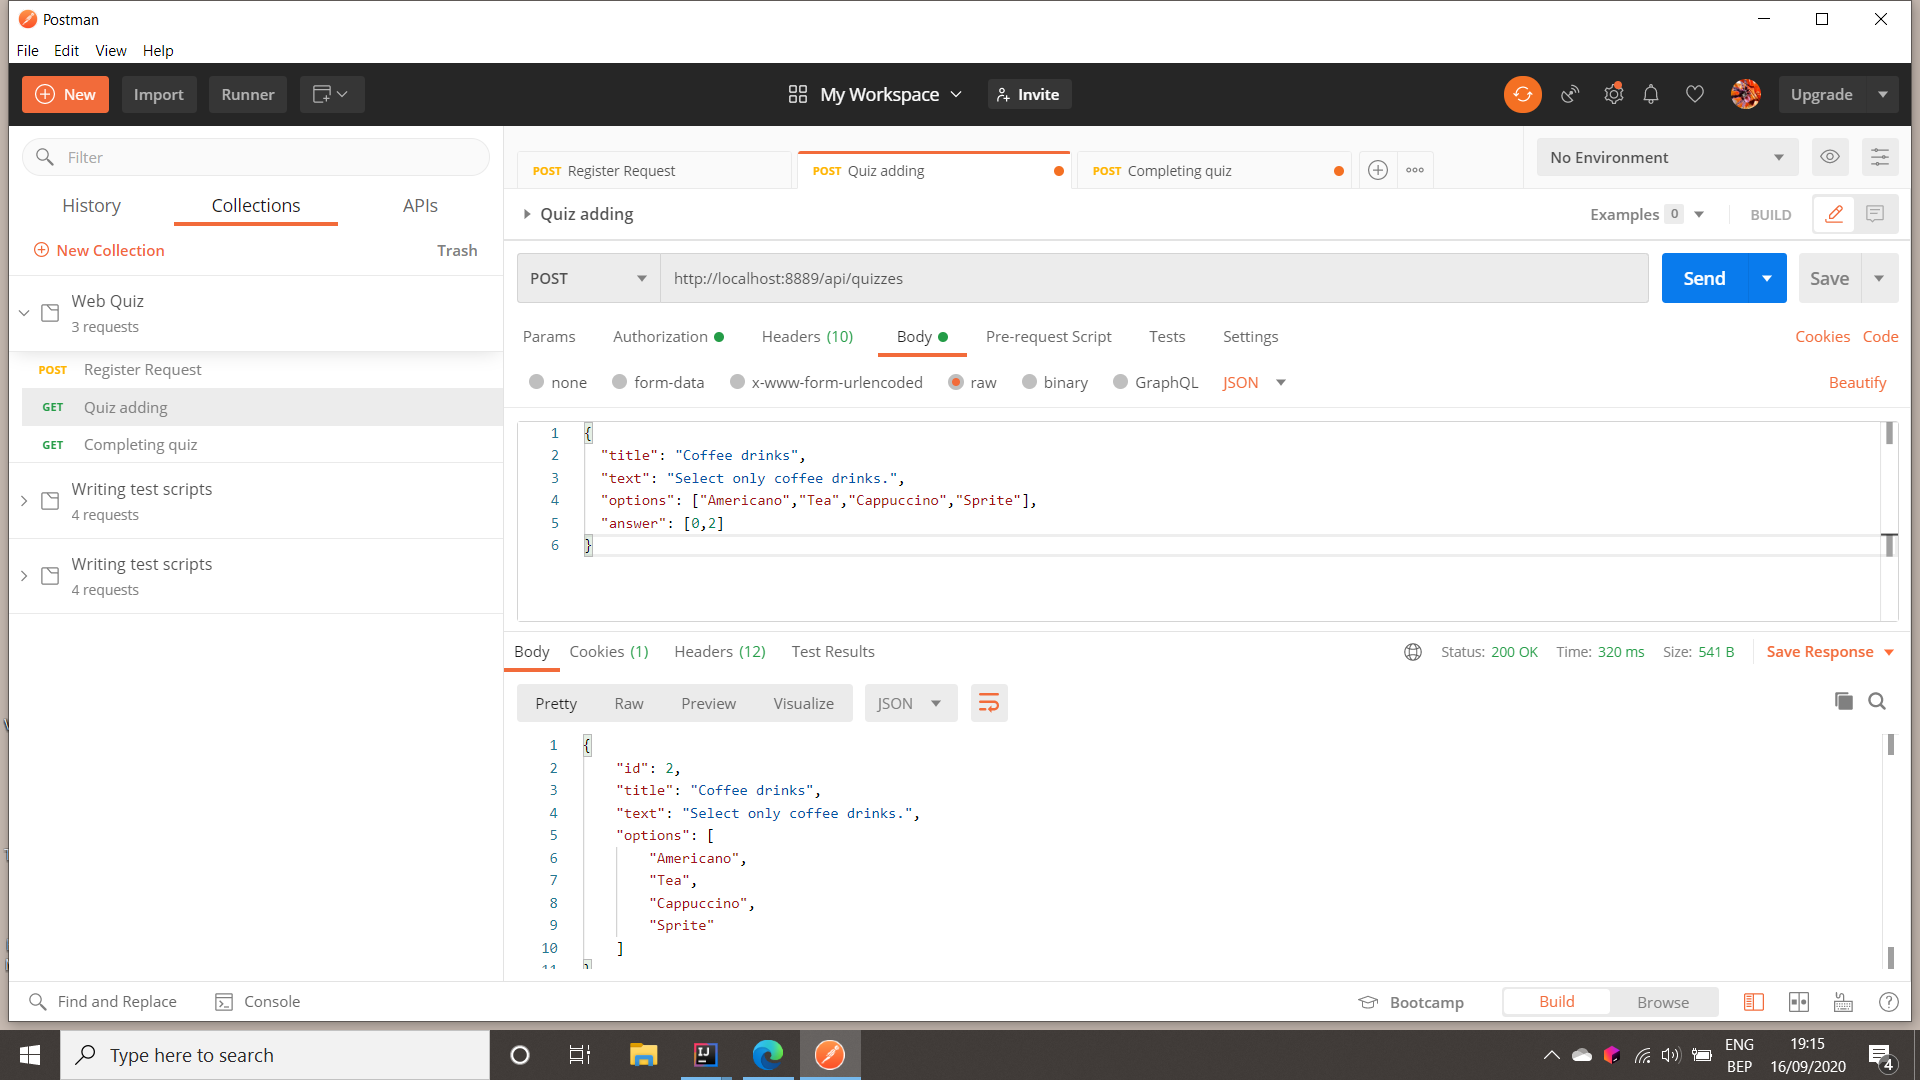 Postman
File Edit View Help
New Import Runner My Workspace Invite Upgrade
Filter
History Collections APIs
New Collection Trash
Web Quiz
3 requests
POST Register Request
GET Quiz adding
GET Completing quiz
Writing test scripts
4 requests
Writing test scripts
4 requests
POST Register Request POST Quiz adding POST Completing quiz No Environment
Quiz adding Examples 0 BUILD
POST http://localhost:8889/api/quizzes Send Save
Params Authorization Headers (10) Body Pre-request Script Tests Settings Cookies Code
none form-data x-www-form-urlencoded raw binary GraphQL JSON Beautify
1 {
2 "title": "Coffee drinks",
3 "text": "Select only coffee drinks.",
4 "options": ["Americano","Tea","Cappuccino","Sprite"],
5 "answer": [0,2]
6 }
Body Cookies (1) Headers (12) Test Results Status: 200 OK Time: 320 ms Size: 541 B Save Response
Pretty Raw Preview Visualize JSON
1 {
2 "id": 2,
3 "title": "Coffee drinks",
4 "text": "Select only coffee drinks.",
5 "options": [
6 "Americano",
7 "Tea",
8 "Cappuccino",
9 "Sprite"
10 ]
11 }
Find and Replace Console Bootcamp Build Browse
Type here to search
ENG
BEP
19:15
16/09/2020
4